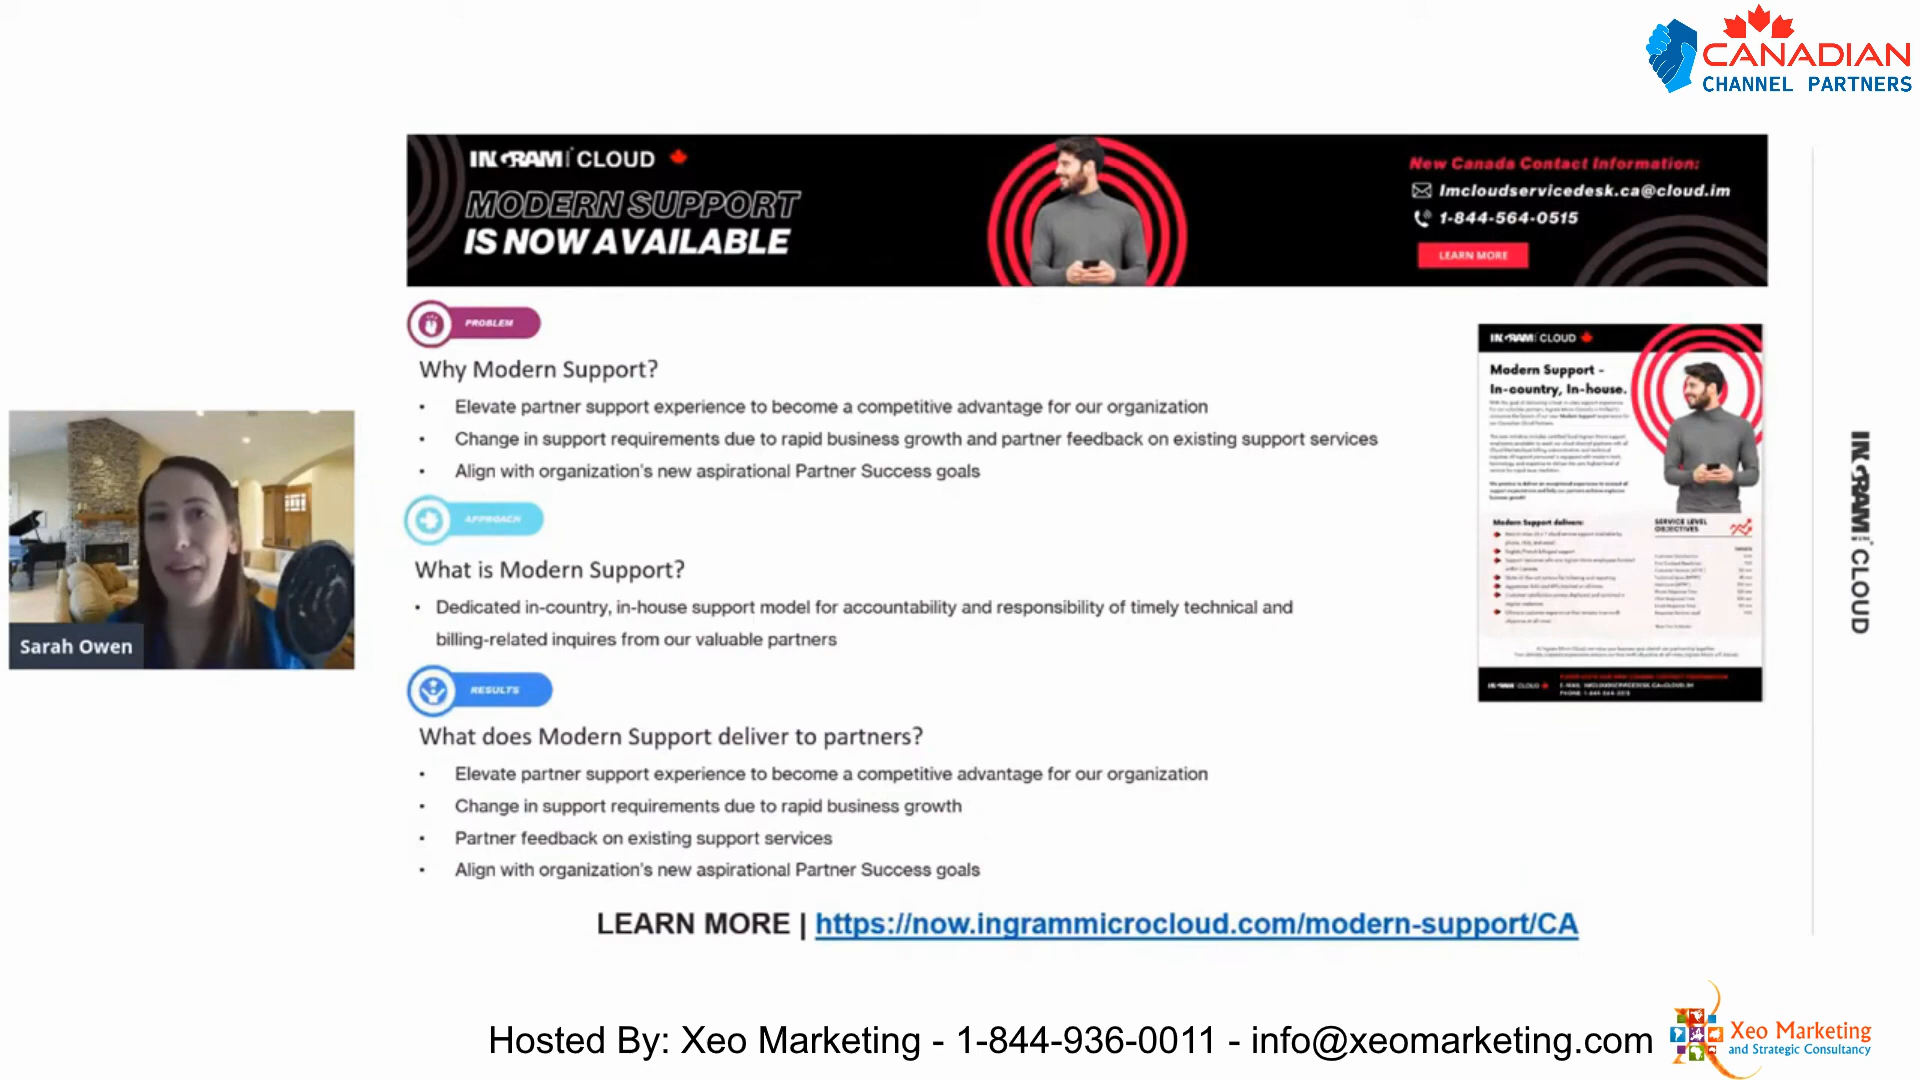 CANADIAN
CHANNEL PARTNERS
INGRAM CLOUD
MODERN SUPPORT
IS NOW AVAILABLE
New Canada Contact Information:
Imcloudservicedesk.ca@cloud.im
1-844-564-0515
LEARN MORE
PROBLEM
Why Modern Support?
• Elevate partner support experience to become a competitive advantage for our organization
• Change in support requirements due to rapid business growth and partner feedback on existing support services
• Align with organization's new aspirational Partner Success goals
APPROACH
What is Modern Support?
• Dedicated in-country, in-house support model for accountability and responsibility of timely technical and
billing-related inquires from our valuable partners
RESULTS
What does Modern Support deliver to partners?
• Elevate partner support experience to become a competitive advantage for our organization
• Change in support requirements due to rapid business growth
• Partner feedback on existing support services
• Align with organization's new aspirational Partner Success goals
LEARN MORE | https://now.ingrammicrocloud.com/modern-support/CA
INGRAM CLOUD
Modern Support -
In-country, In-house.
Modern Support delivers:
SERVICE LEVEL
OBJECTIVES
INGRAM CLOUD
Sarah Owen
Hosted By: Xeo Marketing - 1-844-936-0011 - info@xeomarketing.com
Xeo Marketing
and Strategic Consultancy